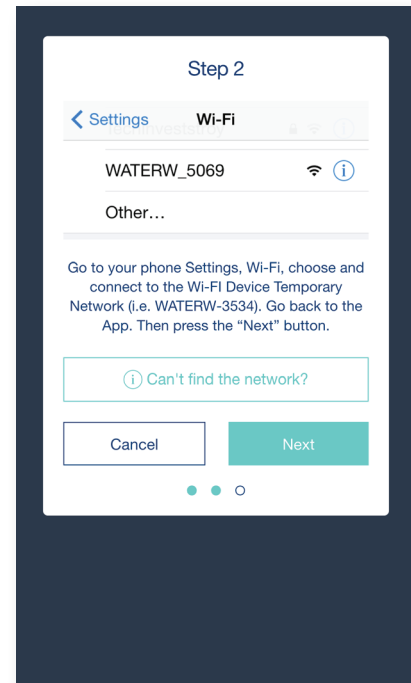 Step 2
Settings Wi-Fi
Techinveststroy
WATERW_5069
Other...
Go to your phone Settings, Wi-Fi, choose and
connect to the Wi-FI Device Temporary
Network (i.e. WATERW-3534). Go back to the
App. Then press the “Next” button.
Can't find the network?
Cancel Next